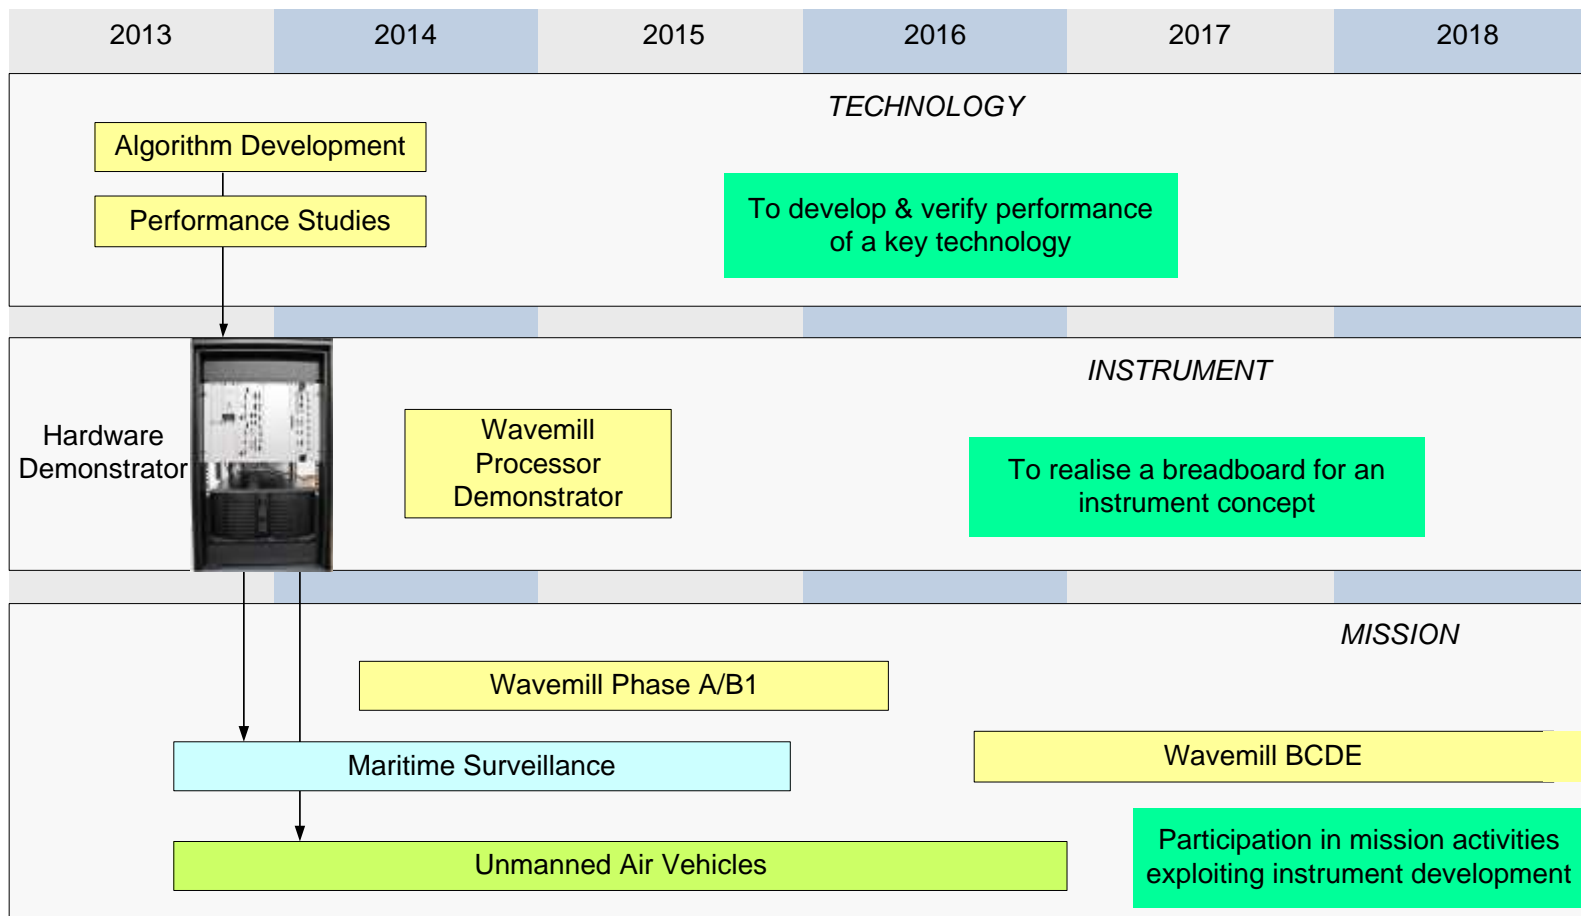 2013 2014 2015 2016 2017 2018
TECHNOLOGY
Algorithm Development
Performance Studies
To develop & verify performance
of a key technology
INSTRUMENT
Hardware
Demonstrator
Wavemill
Processor
Demonstrator
To realise a breadboard for an
instrument concept
MISSION
Wavemill Phase A/B1
Maritime Surveillance
Wavemill BCDE
Unmanned Air Vehicles
Participation in mission activities
exploiting instrument development